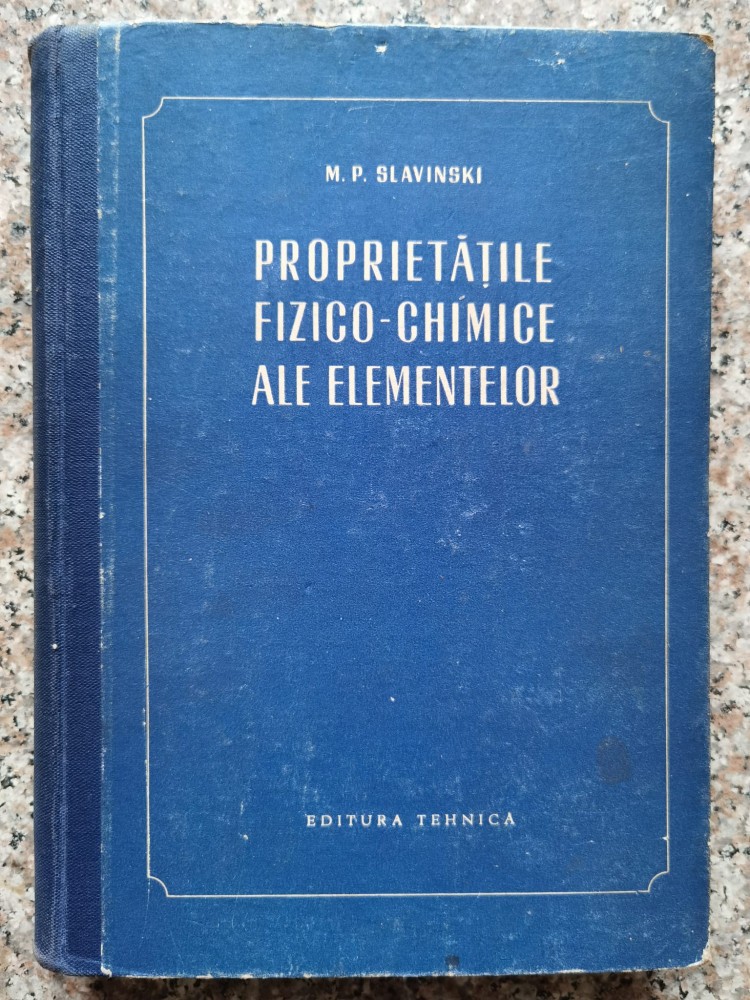 M. P. SLAVINSKI
PROPRIETĂȚILE
FIZICO-CHIMICE
ALE ELEMENTELOR
EDITURA TEHNICĂ